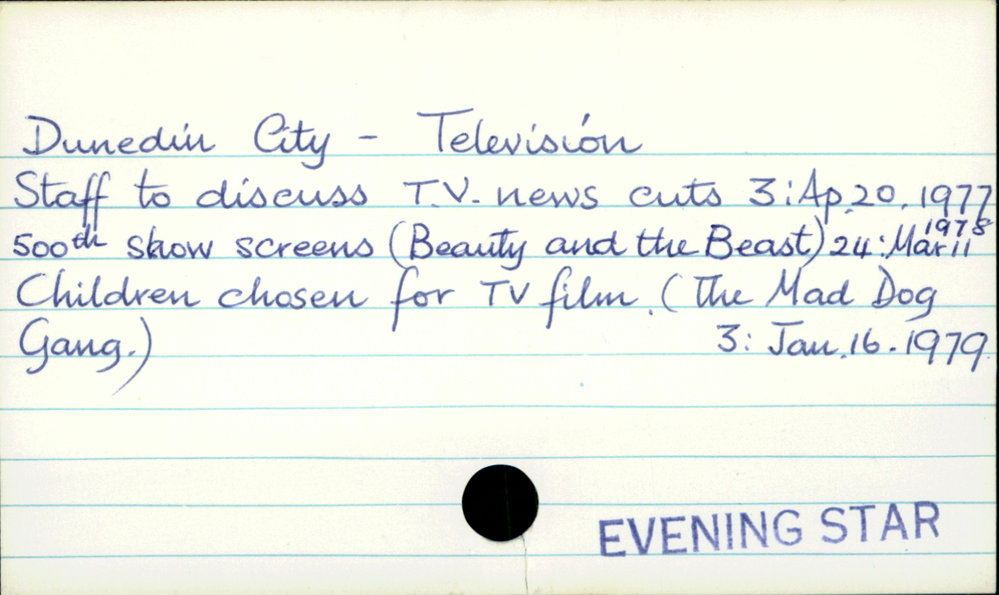 Dunedin City - Television
Staff to discuss T.V. news cuts 3: Ap. 20. 1977
500th show screens (Beauty and the Beast) 24: Mar 11 1978
Children chosen for TV film. (The Mad Dog
Gang.) 3: Jan. 16. 1979.
EVENING STAR